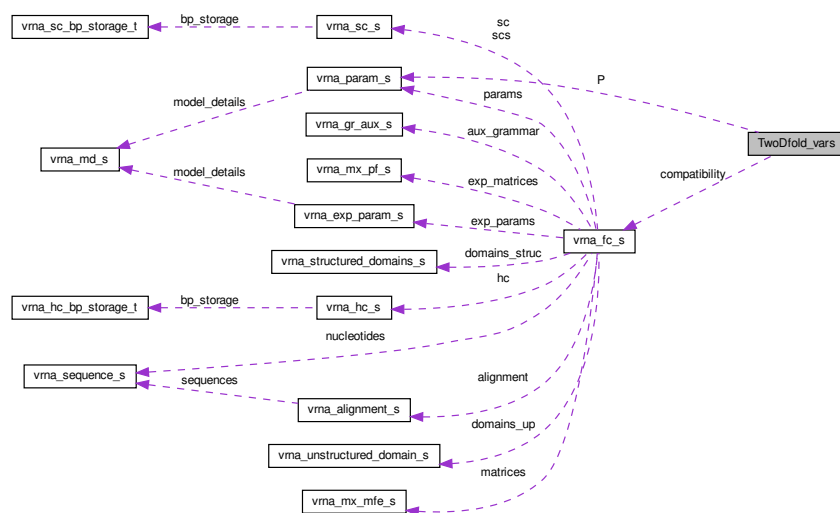 sc
scs
bp_storage
vrna_sc_bp_storage_t
vrna_sc_s
vrna_param_s
P
params
model_details
vrna_gr_aux_s
aux_grammar
TwoDfold_vars
vrna_md_s
vrna_mx_pf_s
exp_matrices
compatibility
model_details
vrna_exp_param_s
exp_params
vrna_fc_s
domains_struc
vrna_structured_domains_s
hc
bp_storage
vrna_hc_bp_storage_t
vrna_hc_s
nucleotides
vrna_sequence_s
sequences
alignment
vrna_alignment_s
domains_up
vrna_unstructured_domain_s
matrices
vrna_mx_mfe_s